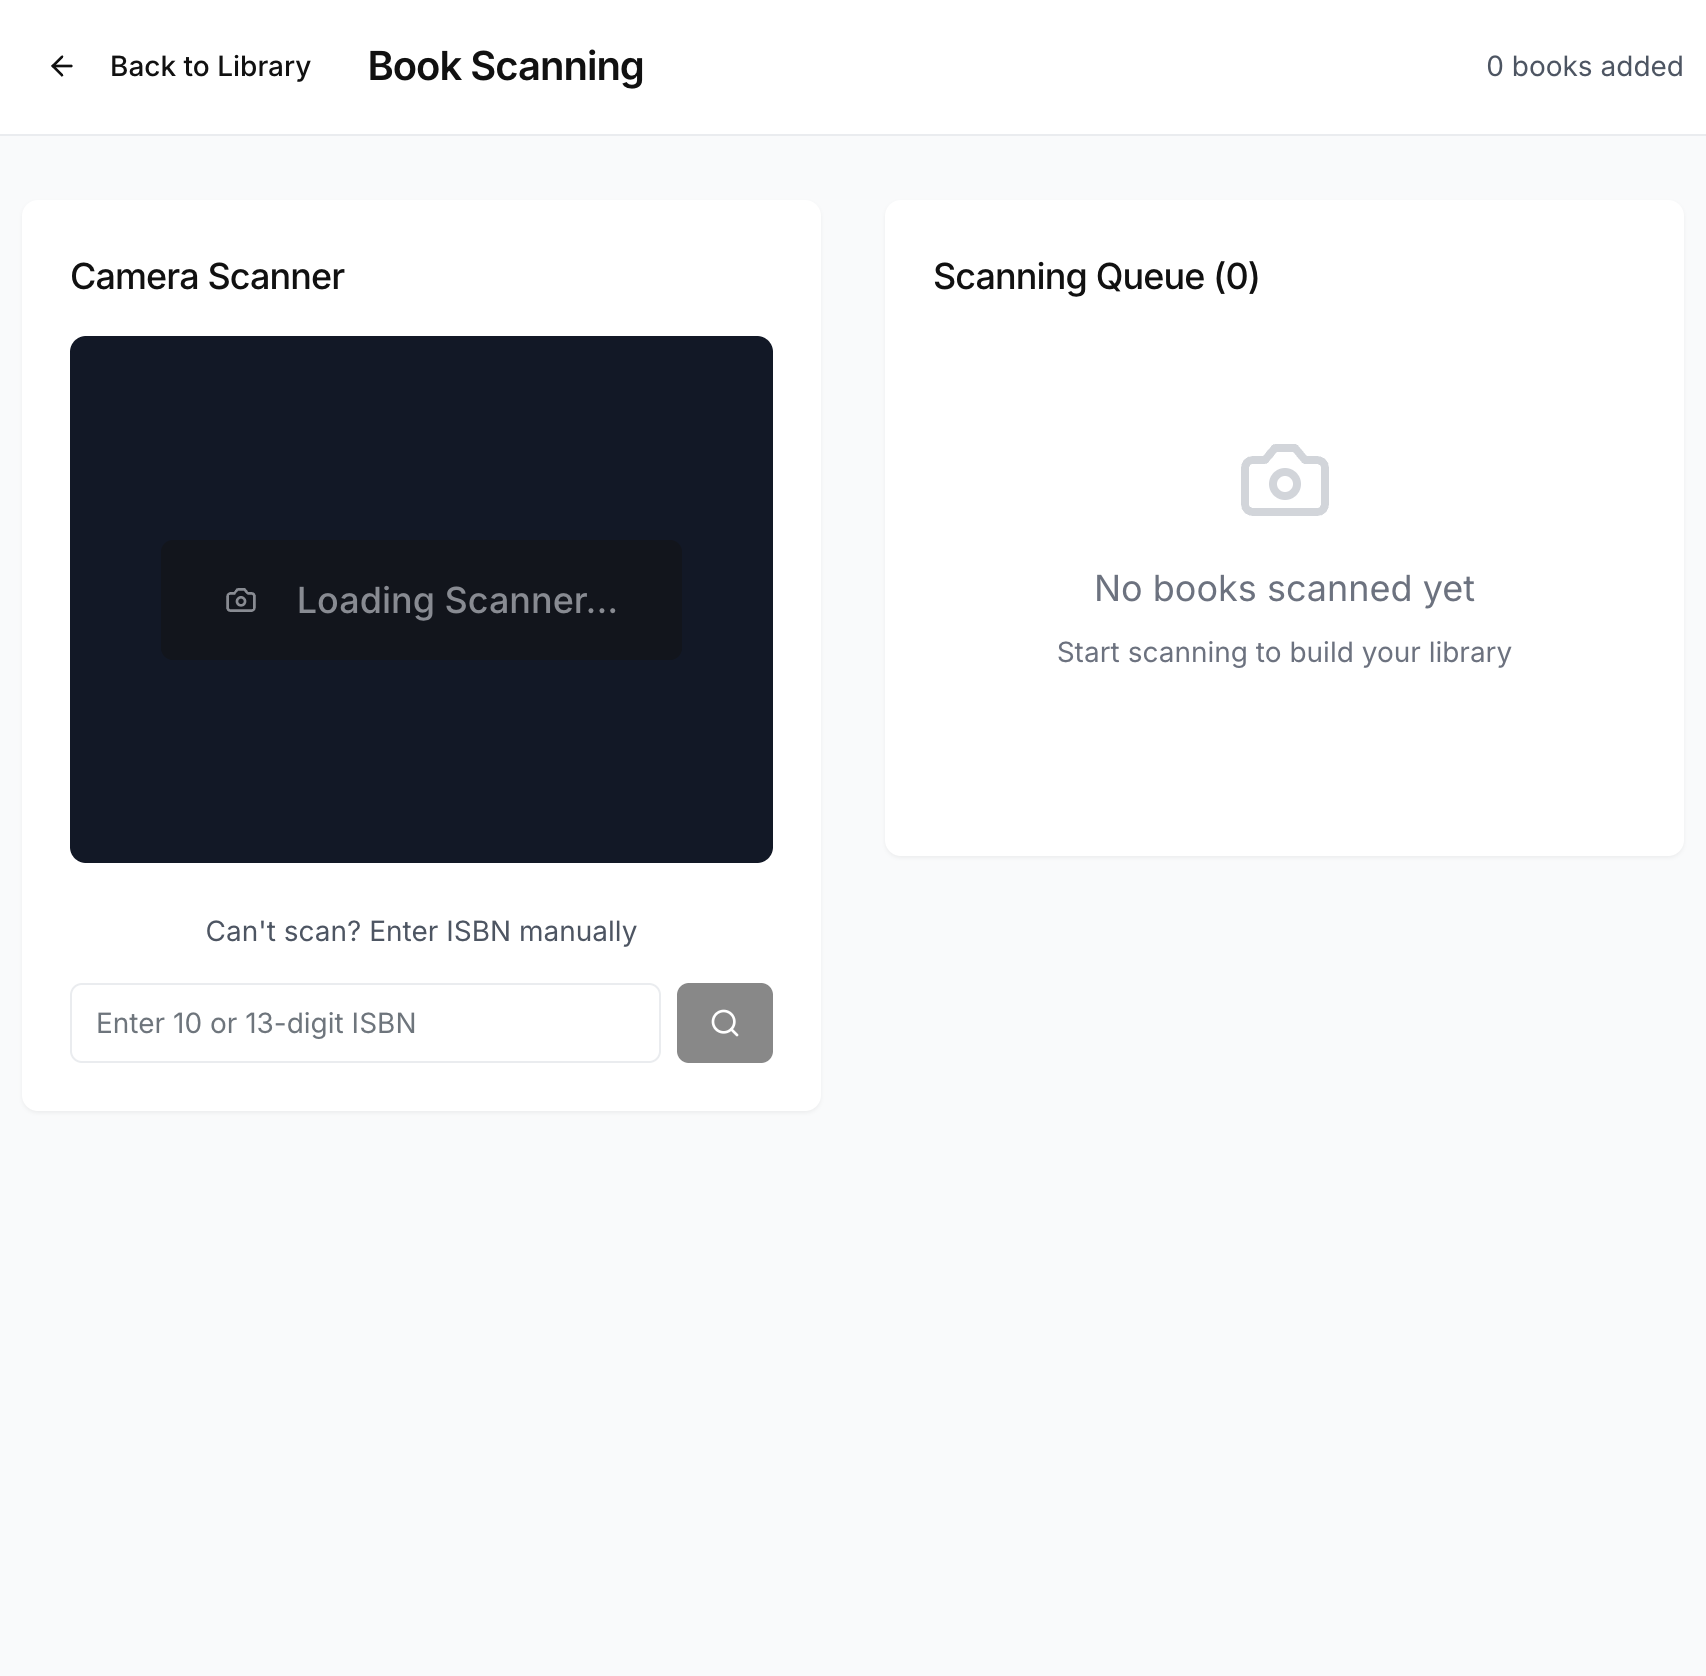 Back to Library
Book Scanning
0 books added
Camera Scanner
Loading Scanner...
Can't scan? Enter ISBN manually
Enter 10 or 13-digit ISBN
Scanning Queue (0)
No books scanned yet
Start scanning to build your library